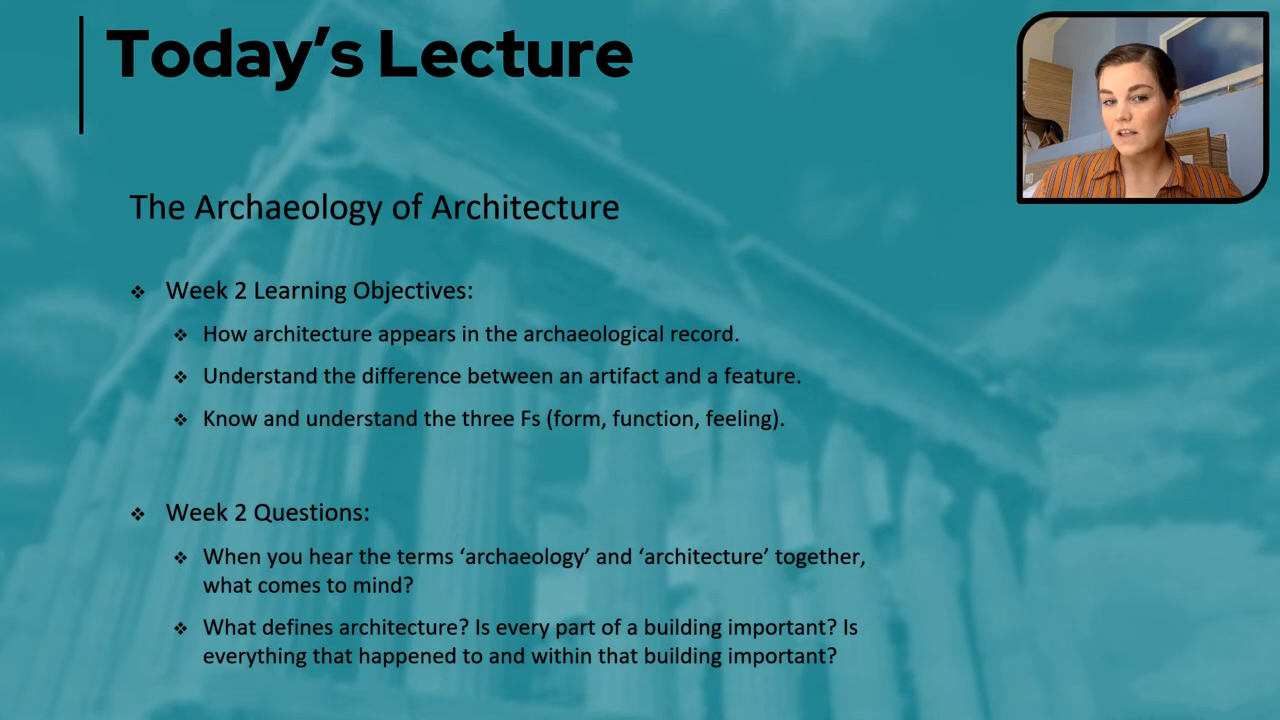 Today’s Lecture
The Archaeology of Architecture
❖ Week 2 Learning Objectives:
❖ How architecture appears in the archaeological record.
❖ Understand the difference between an artifact and a feature.
❖ Know and understand the three Fs (form, function, feeling).
❖ Week 2 Questions:
❖ When you hear the terms ‘archaeology’ and ‘architecture’ together,
what comes to mind?
❖ What defines architecture? Is every part of a building important? Is
everything that happened to and within that building important?